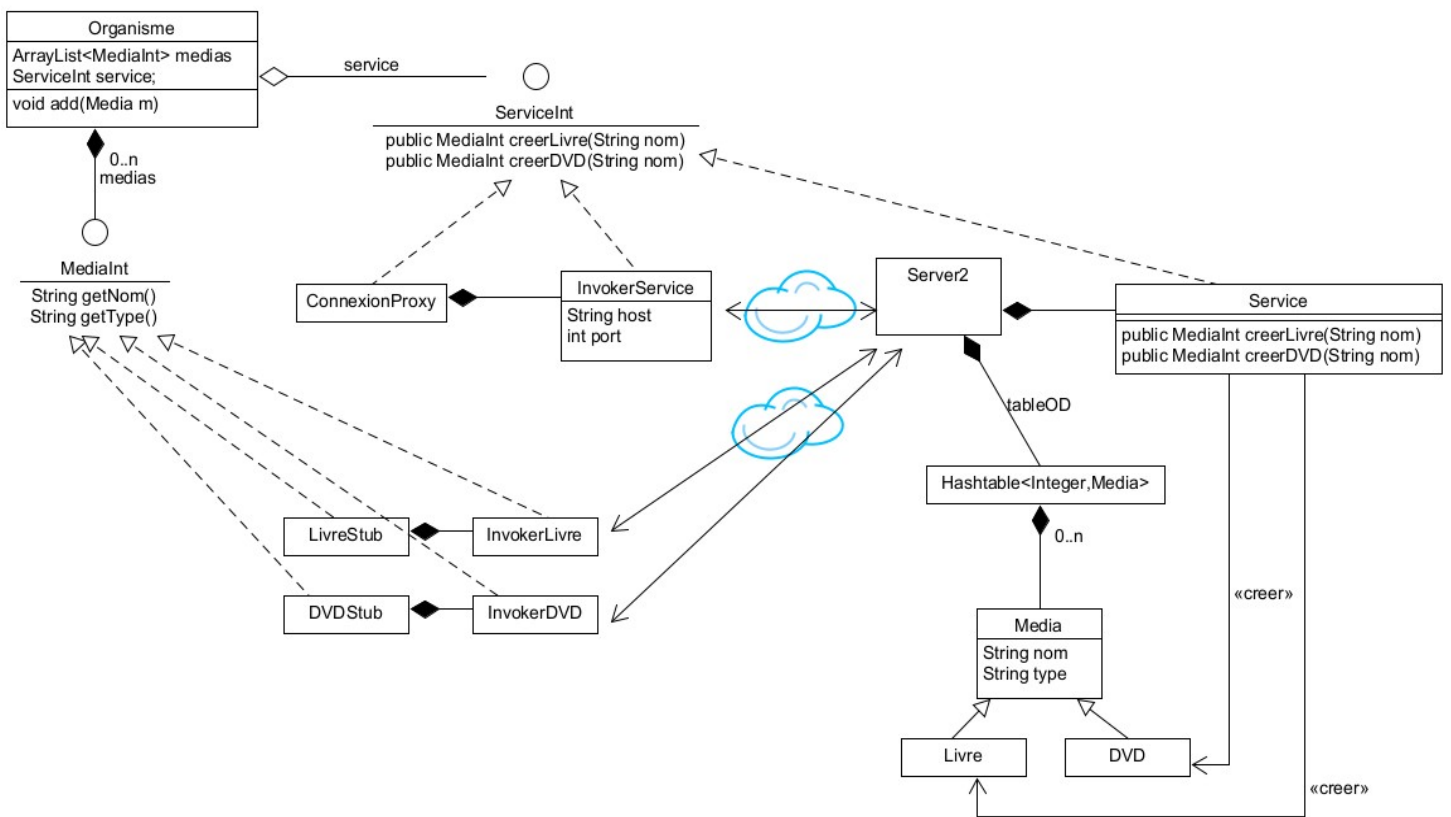 Organisme
ArrayList<MediaInt> medias
ServiceInt service;
void add(Media m)
service
ServiceInt
public MediaInt creerLivre(String nom)
public MediaInt creerDVD(String nom)
0..n
medias
MediaInt
String getNom()
String getType()
ConnexionProxy
InvokerService
String host
int port
Server2
Service
public MediaInt creerLivre(String nom)
public MediaInt creerDVD(String nom)
tableOD
Hashtable<Integer,Media>
0..n
LivreStub
InvokerLivre
DVDStub
InvokerDVD
«creer»
Media
String nom
String type
Livre
DVD
«creer»